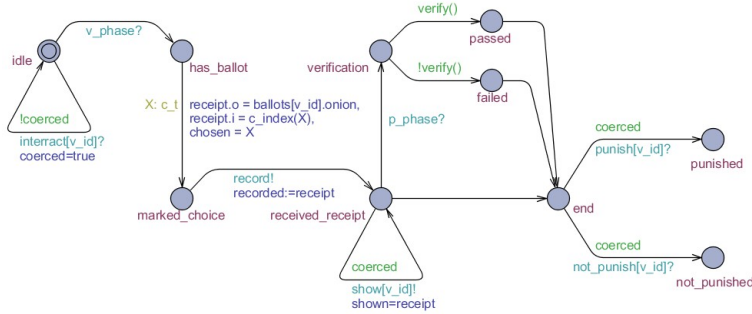 v_phase?
idle
has_ballot
!coerced
interract[v_id]?
coerced=true
X: c_t
receipt.o = ballots[v_id].onion,
receipt.i = c_index(X),
chosen = X
marked_choice
record!
recorded:=receipt
received_receipt
coerced
show[v_id]!
shown=receipt
p_phase?
verification
verify()
passed
!verify()
failed
end
coerced
punish[v_id]?
punished
coerced
not_punish[v_id]?
not_punished